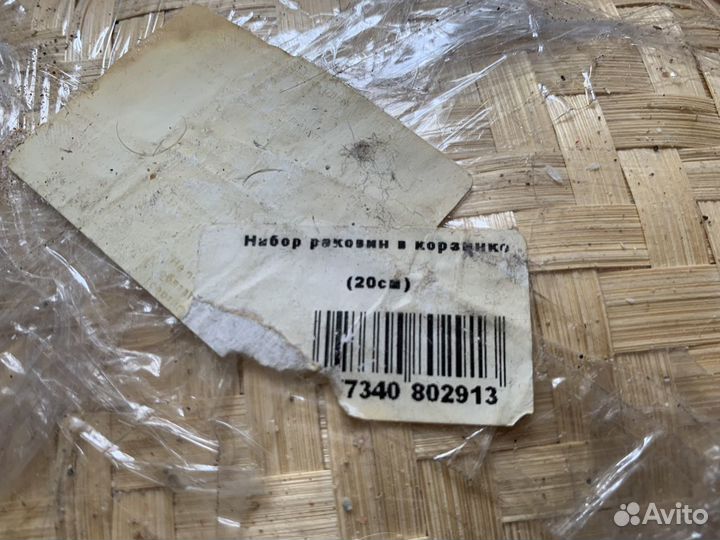 Набор раковин в корзинке
(20см)
7340 802913
Avito